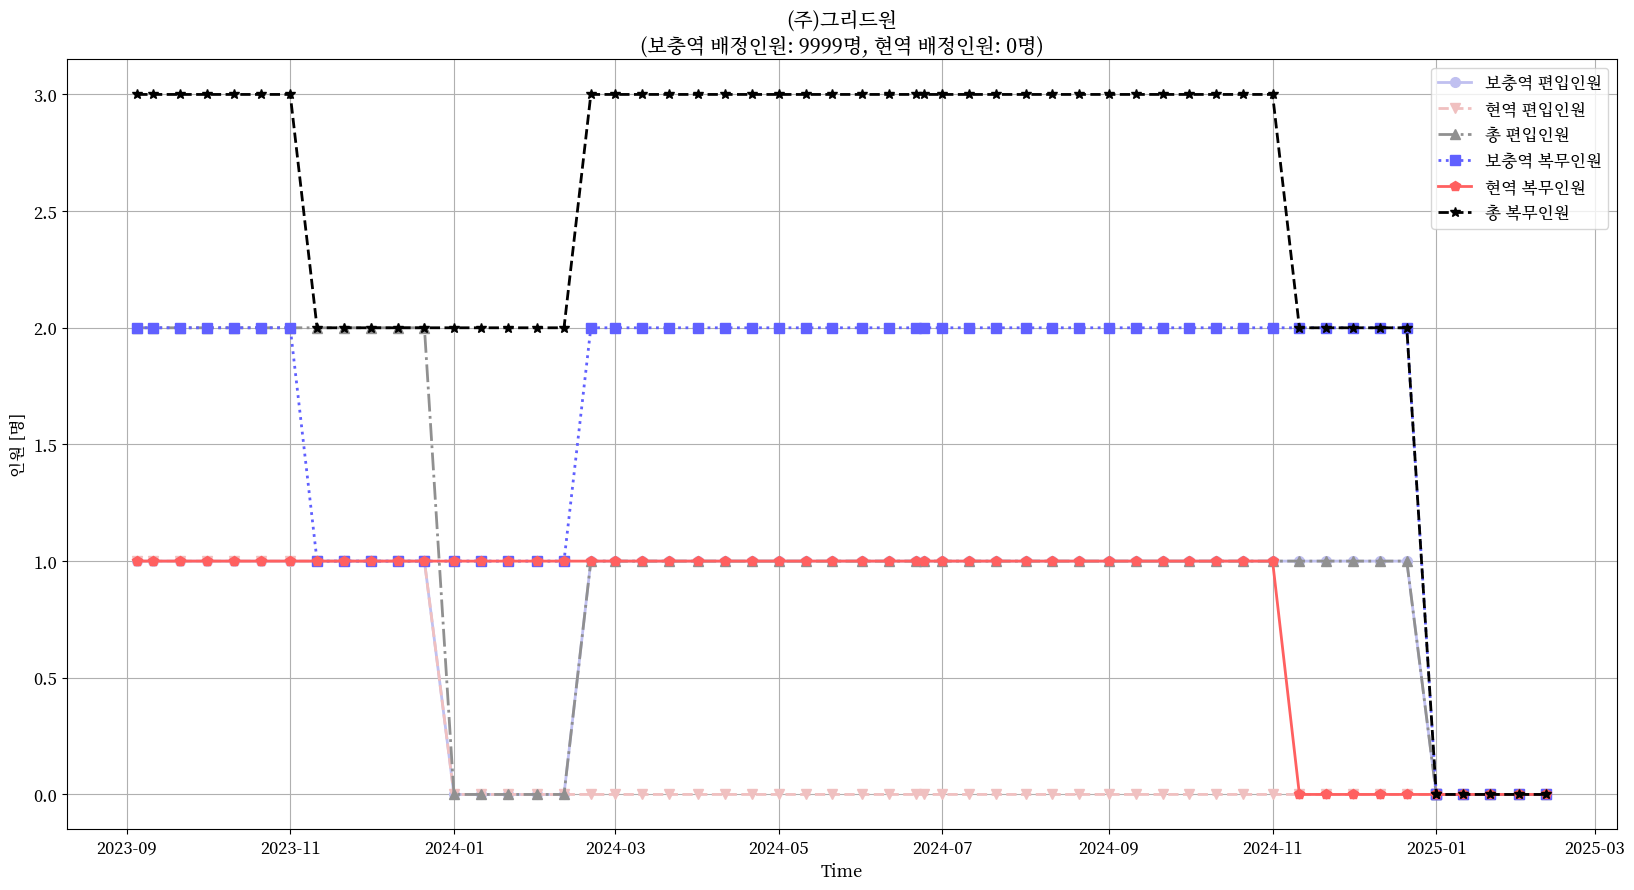 (주)그리드원
(보충역 배정인원: 9999명, 현역 배정인원: 0명)
보충역 편입인원
현역 편입인원
총 편입인원
보충역 복무인원
현역 복무인원
총 복무인원
인원 [명]
3.0
2.5
2.0
1.5
1.0
0.5
0.0
2023-09 2023-11 2024-01 2024-03 2024-05 2024-07 2024-09 2024-11 2025-01 2025-03
Time